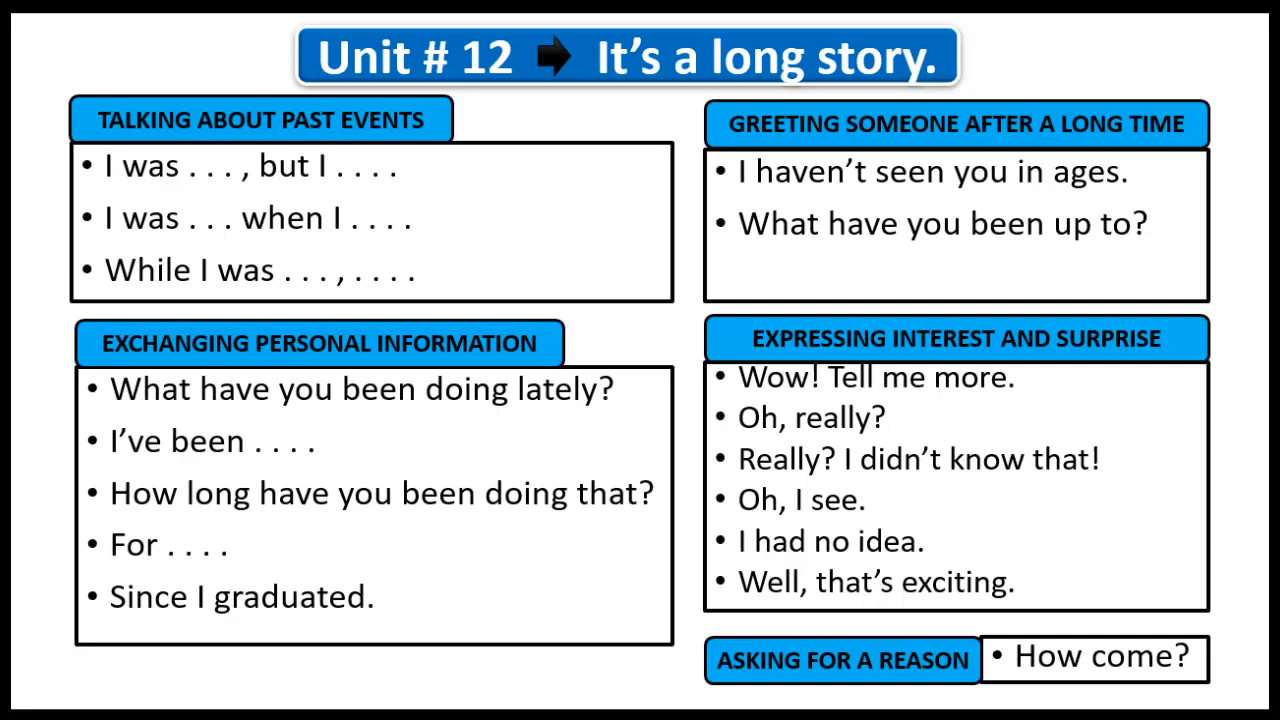 Unit # 12 ➡ It’s a long story.
TALKING ABOUT PAST EVENTS
• I was . . . , but I . . . .
• I was . . . when I . . . .
• While I was . . . , . . . .
EXCHANGING PERSONAL INFORMATION
• What have you been doing lately?
• I’ve been . . . .
• How long have you been doing that?
• For . . . .
• Since I graduated.
GREETING SOMEONE AFTER A LONG TIME
• I haven’t seen you in ages.
• What have you been up to?
EXPRESSING INTEREST AND SURPRISE
• Wow! Tell me more.
• Oh, really?
• Really? I didn’t know that!
• Oh, I see.
• I had no idea.
• Well, that’s exciting.
ASKING FOR A REASON
• How come?